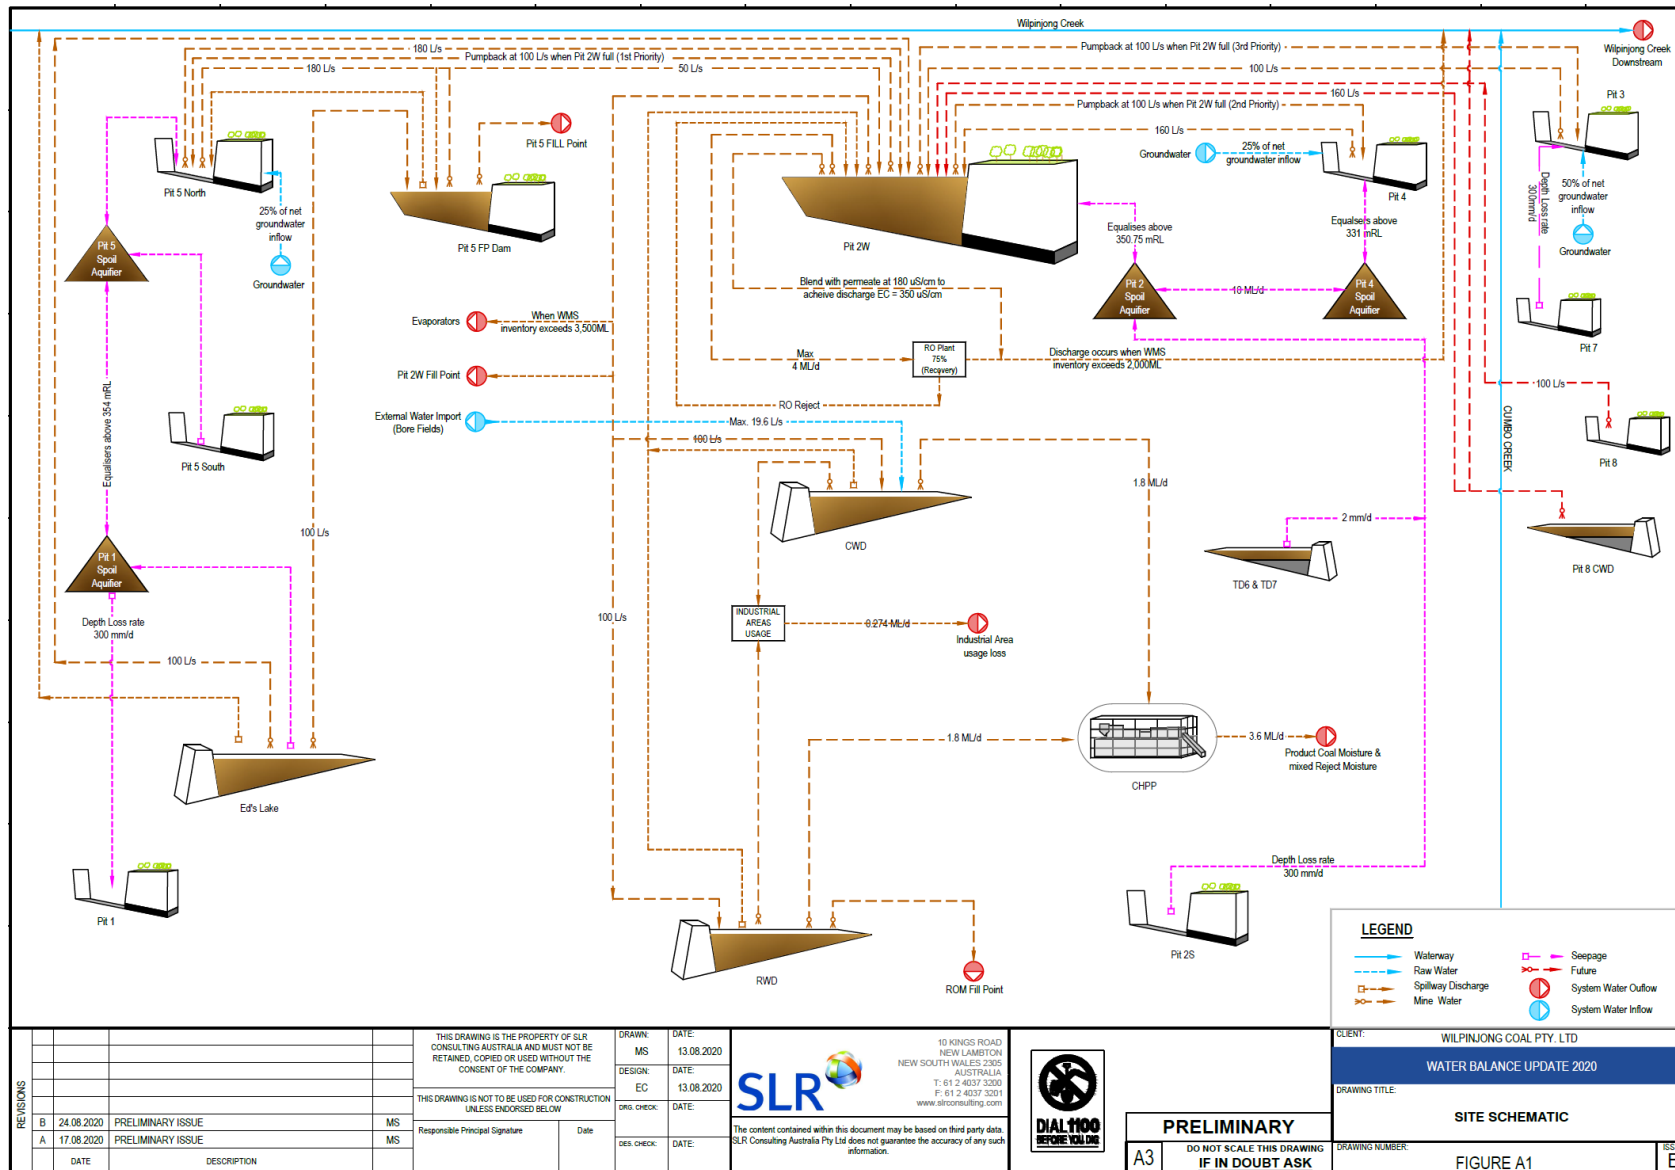 Wilpinjong Creek
Wilpinjong Creek
Downstream
180 L/s
Pumpback at 100 L/s when Pit 2W full (1st Priority)
180 L/s
50 L/s
Pumpback at 100 L/s when Pit 2W full (3rd Priority)
100 L/s
160 L/s
Pumpback at 100 L/s when Pit 2W full (2nd Priority)
160 L/s
Pit 3
Pit 5 FILL Point
Groundwater
25% of net
groundwater inflow
Pit 4
Pit 5 North
25% of net
groundwater
inflow
Groundwater
Pit 5 FP Dam
Pit 2W
Depth Loss rate
300mm/d
50% of net
groundwater
inflow
Groundwater
Equalises above
350.75 mRL
Equalsers above
331 mRL
Pit 5
Spoil
Aquifier
Pit 2
Spoil
Aquifier
Pit 4
Spoil
Aquifier
10 ML/d
Blend with permeate at 180 uS/cm to
acheive discharge EC = 350 uS/cm
Pit 7
Evaporators
When WMS
inventory exceeds 3,500ML
Max
4 ML/d
RO Plant
75%
(Recovery)
Discharge occurs when WMS
inventory exceeds 2,000ML
Pit 2W Fill Point
RO Reject
100 L/s
External Water Import
(Bore Fields)
Max. 19.6 L/s
100 L/s
Equalisers above 354 mRL
Pit 5 South
CUMBO CREEK
Pit 8
1.8 ML/d
CWD
100 L/s
2 mm/d
TD6 & TD7
Pit 8 CWD
Pit 1
Spoil
Aquifier
Depth Loss rate
300 mm/d
100 L/s
100 L/s
INDUSTRIAL
AREAS
USAGE
0.274 ML/d
Industrial Area
usage loss
1.8 ML/d
3.6 ML/d
Product Coal Moisture &
mixed Reject Moisture
CHPP
Ed's Lake
Depth Loss rate
300 mm/d
Pit 1
Pit 2S
RWD
ROM Fill Point
LEGEND
Waterway
Raw Water
Spillway Discharge
Mine Water
Seepage
Future
System Water Ouflow
System Water Inflow
REVISIONS
B 24.08.2020 PRELIMINARY ISSUE MS
A 17.08.2020 PRELIMINARY ISSUE MS
DATE DESCRIPTION
THIS DRAWING IS THE PROPERTY OF SLR
CONSULTING AUSTRALIA AND MUST NOT BE
RETAINED, COPIED OR USED WITHOUT THE
CONSENT OF THE COMPANY.
THIS DRAWING IS NOT TO BE USED FOR CONSTRUCTION
UNLESS ENDORSED BELOW
Responsible Principal Signature Date
DRAWN: DATE:
MS 13.08.2020
DESIGN: DATE:
EC 13.08.2020
DRG. CHECK: DATE:
DES. CHECK: DATE:
SLR
10 KINGS ROAD
NEW LAMBTON
NEW SOUTH WALES 2305
AUSTRALIA
T: 61 2 4037 3200
F: 61 2 4037 3201
www.slrconsulting.com
The content contained within this document may be based on third party data.
SLR Consulting Australia Pty Ltd does not guarantee the accuracy of any such
information.
DIAL 1100
BEFORE YOU DIG
PRELIMINARY
A3
DO NOT SCALE THIS DRAWING
IF IN DOUBT ASK
CLIENT:
WILPINJONG COAL PTY. LTD
WATER BALANCE UPDATE 2020
DRAWING TITLE:
SITE SCHEMATIC
DRAWING NUMBER:
FIGURE A1